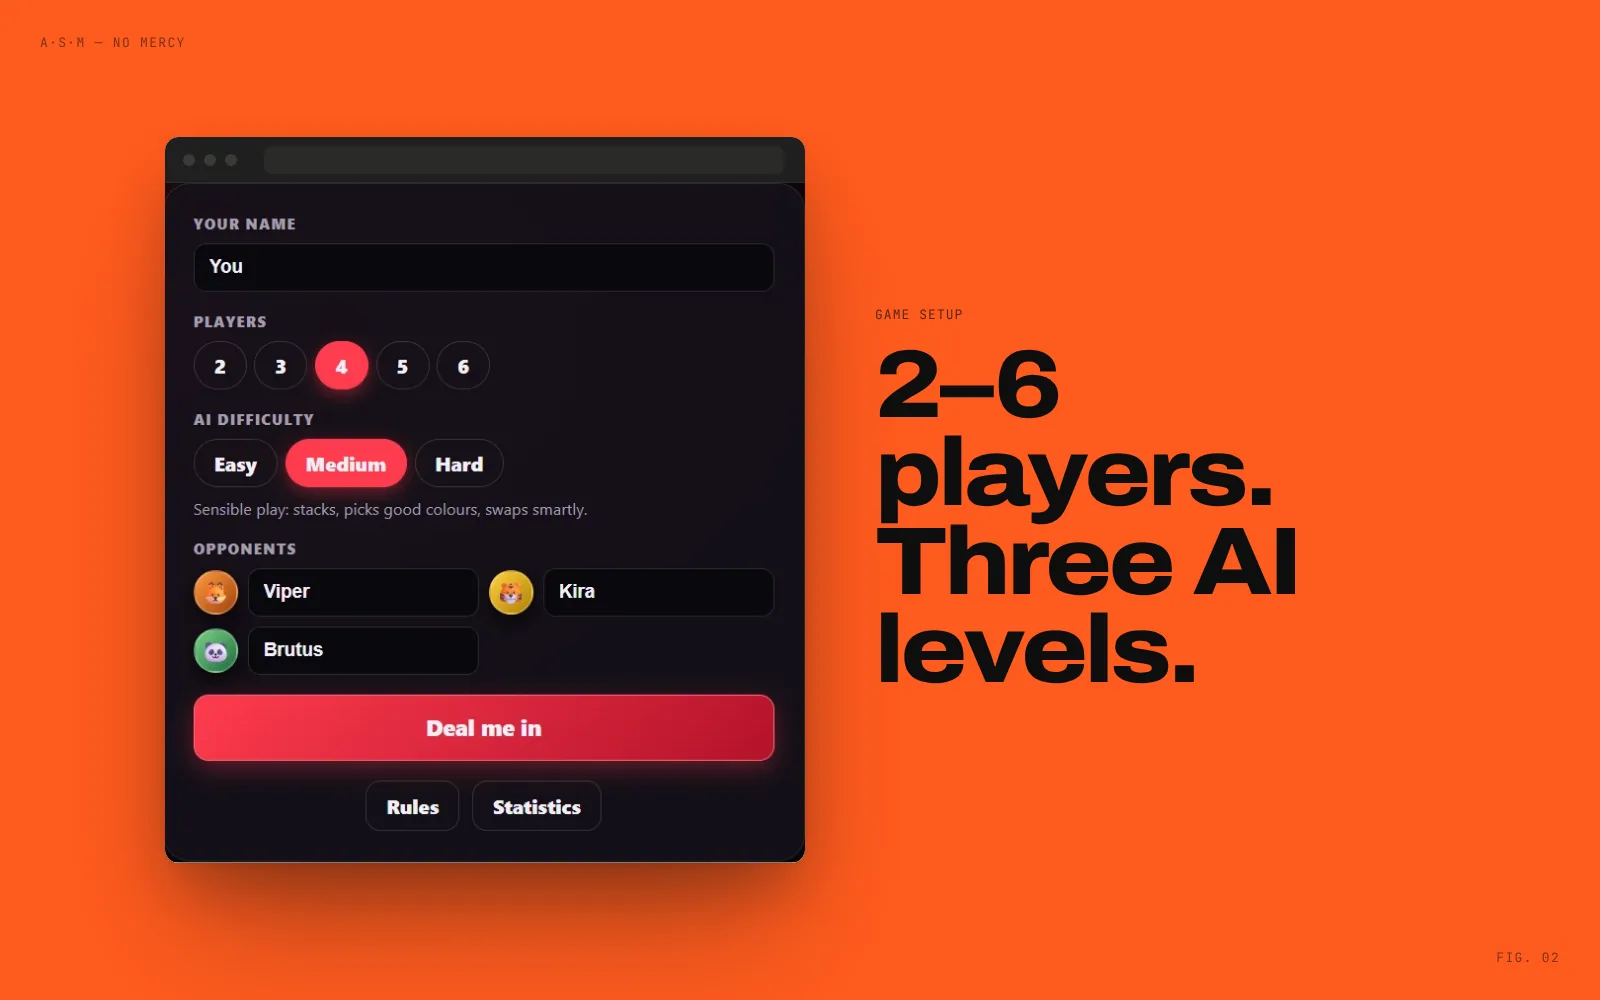 A·S·M — NO MERCY
YOUR NAME
You
PLAYERS
2 3 4 5 6
AI DIFFICULTY
Easy Medium Hard
Sensible play: stacks, picks good colours, swaps smartly.
OPPONENTS
Viper Kira
Brutus
Deal me in
Rules Statistics
GAME SETUP
2–6
players.
Three AI
levels.
FIG. 02